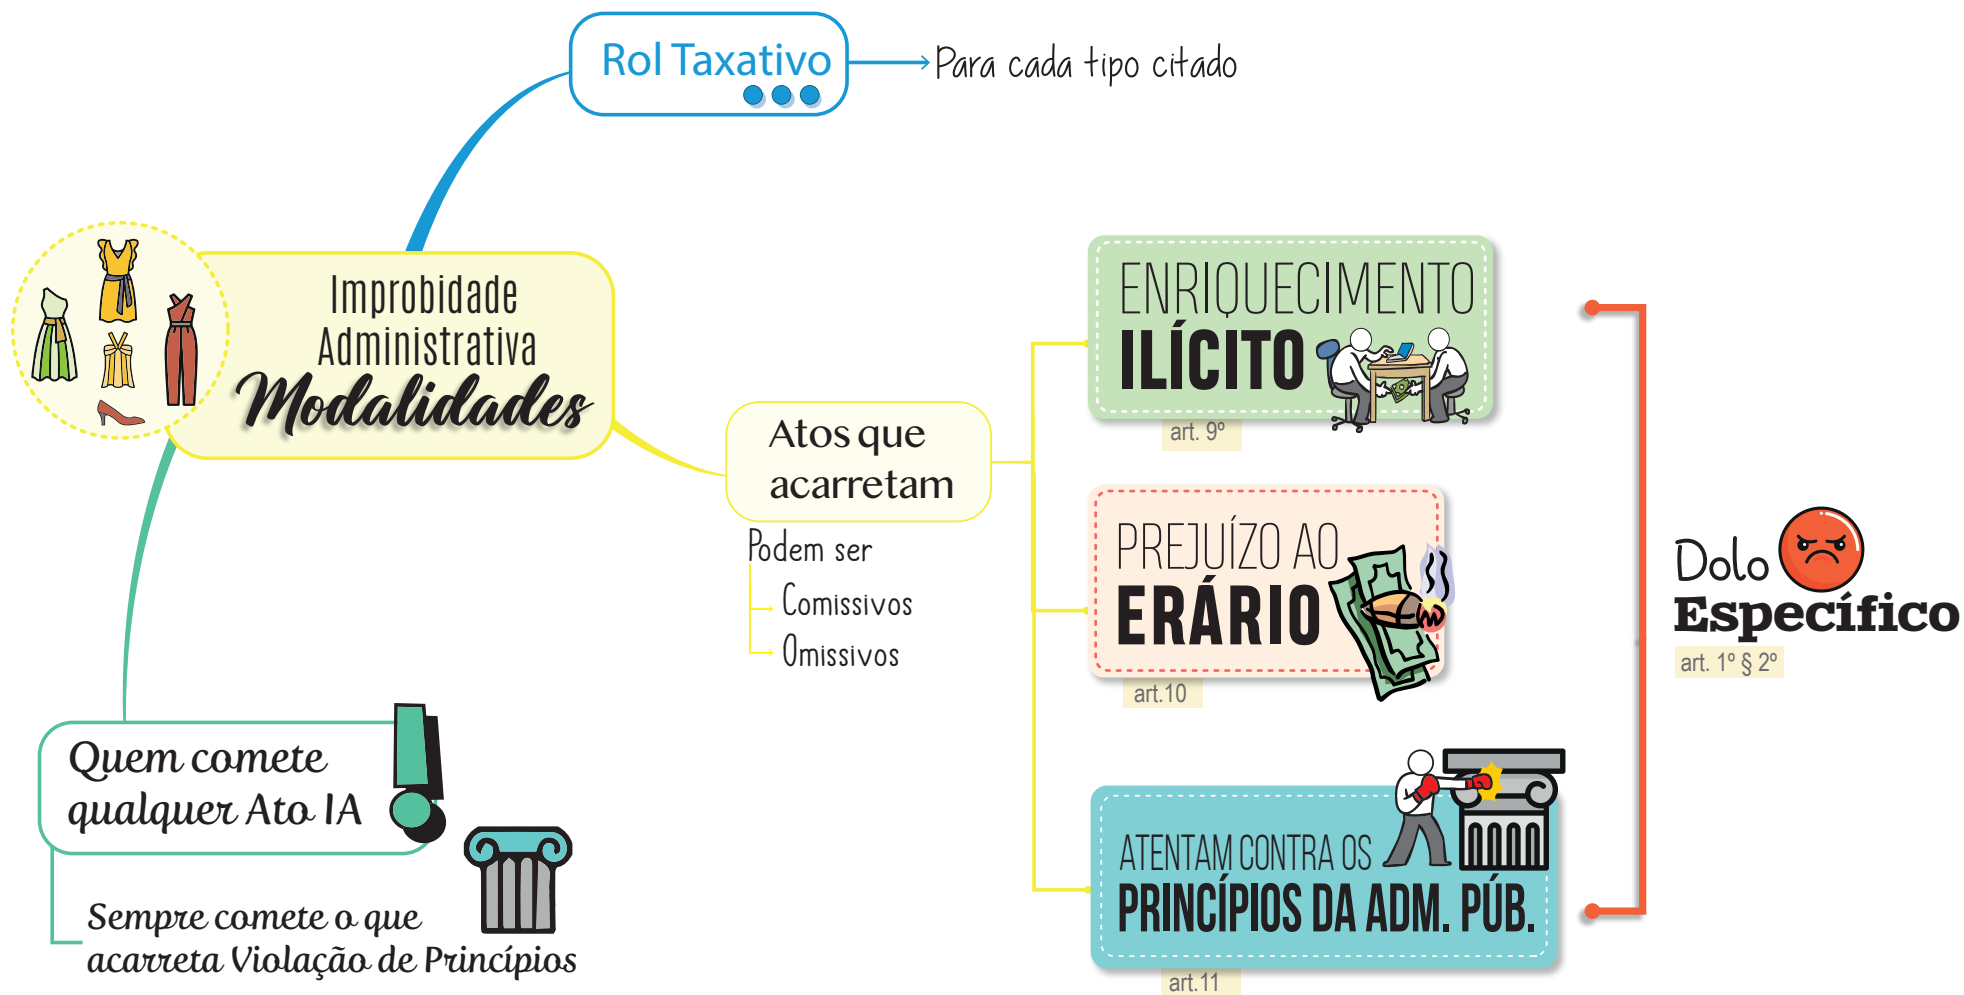 Rol Taxativo
Para cada tipo citado
Improbidade
Administrativa
Modalidades
Atos que
acarretam
Podem ser
Comissivos
Omissivos
ENRIQUECIMENTO
ILÍCITO
art. 9º
PREJUÍZO AO
ERÁRIO
art.10
ATENTAM CONTRA OS
PRINCÍPIOS DA ADM. PÚB.
art.11
Dolo
Específico
art. 1º § 2º
Quem comete
qualquer Ato IA
Sempre comete o que
acarreta Violação de Princípios